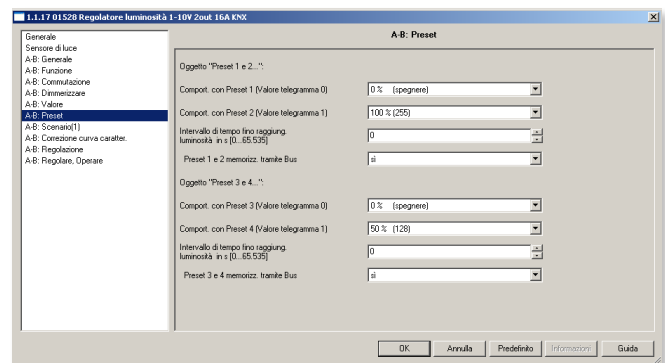 1.1.17 01528 Regolatore luminosità 1-10V 2out 16A KNX
Generale
Sensore di luce
A-B: Generale
A-B: Funzione
A-B: Commutazione
A-B: Dimmerizzare
A-B: Valore
A-B: Preset
A-B: Scenario(1)
A-B: Correzione curva caratter.
A-B: Regolazione
A-B: Regolare, Operare
A-B: Preset
Oggetto "Preset 1 e 2...":
Comport. con Preset 1 (Valore telegramma 0)
0 % (spegnere)
Comport. con Preset 2 (Valore telegramma 1)
100 % (255)
Intervallo di tempo fino raggiung.
luminosità in s [0...65.535]
0
Preset 1 e 2 memorizz. tramite Bus
sì
Oggetto "Preset 3 e 4...":
Comport. con Preset 3 (Valore telegramma 0)
0 % (spegnere)
Comport. con Preset 4 (Valore telegramma 1)
50 % (128)
Intervallo di tempo fino raggiung.
luminosità in s [0...65.535]
0
Preset 3 e 4 memorizz. tramite Bus
sì
OK
Annulla
Predefinito
Informazioni
Guida